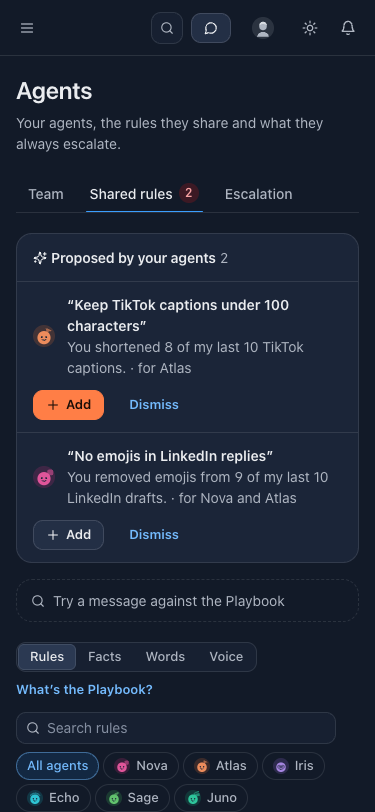 Agents
Your agents, the rules they share and what they
always escalate.
Team
Shared rules 2
Escalation
Proposed by your agents 2
“Keep TikTok captions under 100
characters”
You shortened 8 of my last 10 TikTok
captions. · for Atlas
+ Add
Dismiss
“No emojis in LinkedIn replies”
You removed emojis from 9 of my last 10
LinkedIn drafts. · for Nova and Atlas
+ Add
Dismiss
Try a message against the Playbook
Rules
Facts
Words
Voice
What’s the Playbook?
Search rules
All agents
Nova
Atlas
Iris
Echo
Sage
Juno